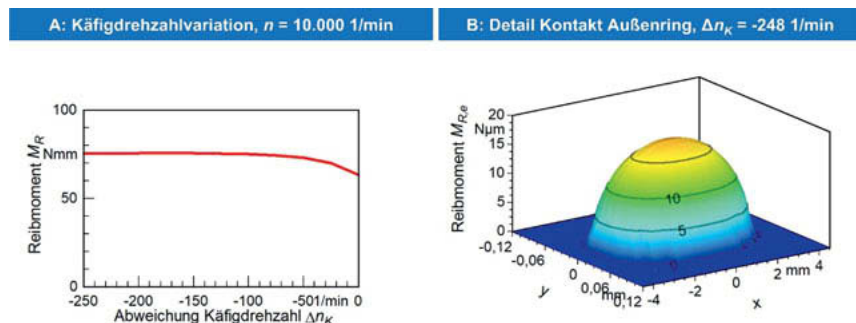 A: Käfigdrehzahlvariation, n = 10.000 1/min
B: Detail Kontakt Außenring, Δn_K = -248 1/min
Reibmoment M_R
100
Nmm
50
0
-250
-200
-150
-100
-50
1/min
0
Abweichung Käfigdrehzahl Δn_K
Reibmoment M_R,e
20
Nµm
15
10
5
0
10
5
0
-0,12
-0,06
0
0,06
mm
0,12
y
-4
-2
0
2
mm
4
x